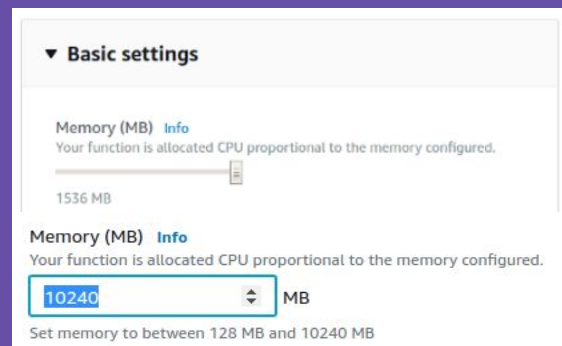 ▼ Basic settings
Memory (MB) Info
Your function is allocated CPU proportional to the memory configured.
1536 MB
Memory (MB) Info
Your function is allocated CPU proportional to the memory configured.
10240 MB
Set memory to between 128 MB and 10240 MB